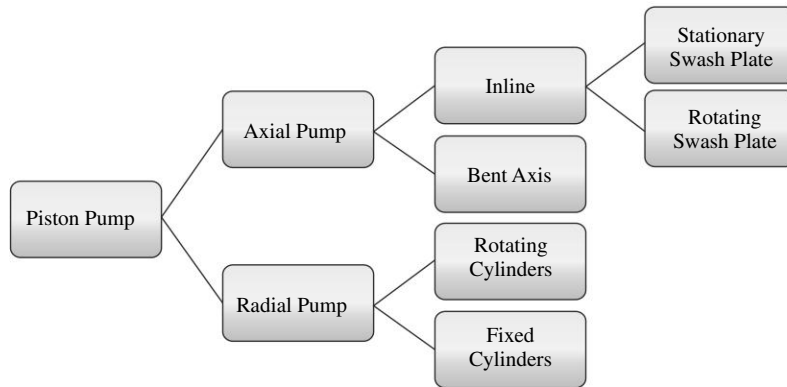 Stationary
Swash Plate
Inline
Rotating
Swash Plate
Axial Pump
Bent Axis
Piston Pump
Rotating
Cylinders
Radial Pump
Fixed
Cylinders